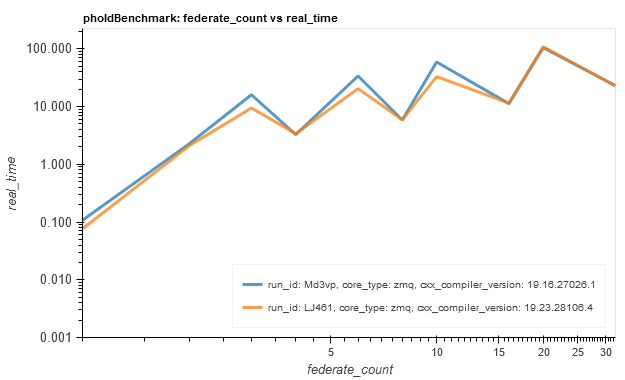 pholdBenchmark: federate_count vs real_time
100.000
10.000
1.000
0.100
0.010
0.001
real_time
run_id: Md3vp, core_type: zmq, cxx_compiler_version: 19.16.27026.1
run_id: LJ461, core_type: zmq, cxx_compiler_version: 19.23.28106.4
5 10 15 20 25 30
federate_count